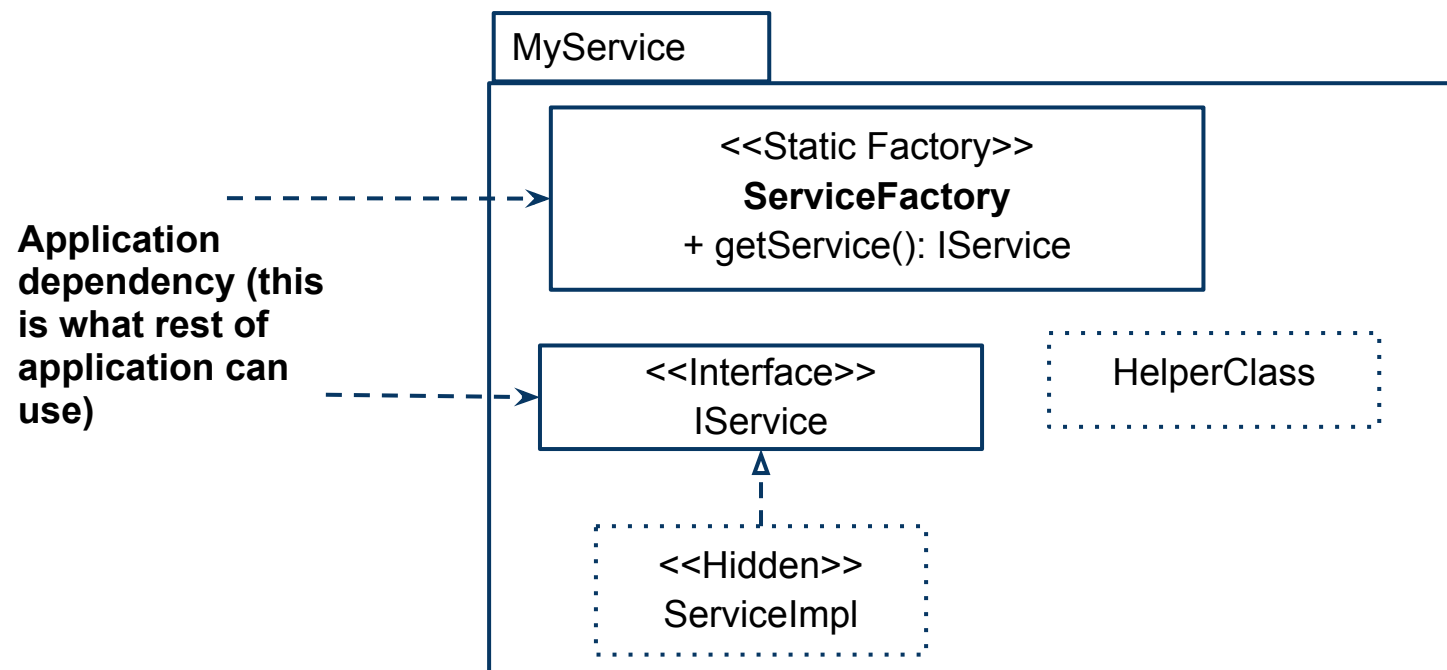 MyService
<<Static Factory>>
ServiceFactory
+ getService(): IService
Application
dependency (this
is what rest of
application can
use)
<<Interface>>
IService
HelperClass
<<Hidden>>
ServiceImpl